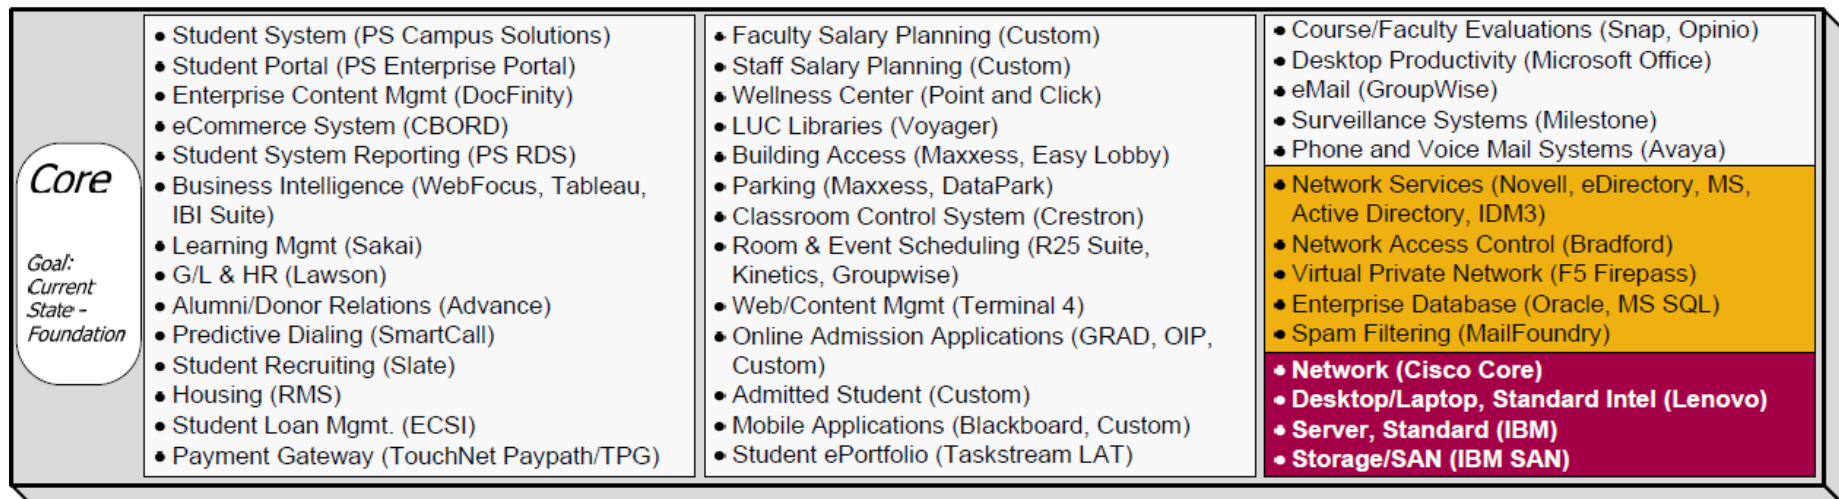 Core
Goal:
Current
State -
Foundation
• Student System (PS Campus Solutions)
• Student Portal (PS Enterprise Portal)
• Enterprise Content Mgmt (DocFinity)
• eCommerce System (CBORD)
• Student System Reporting (PS RDS)
• Business Intelligence (WebFocus, Tableau,
IBI Suite)
• Learning Mgmt (Sakai)
• G/L & HR (Lawson)
• Alumni/Donor Relations (Advance)
• Predictive Dialing (SmartCall)
• Student Recruiting (Slate)
• Housing (RMS)
• Student Loan Mgmt. (ECSI)
• Payment Gateway (TouchNet Paypath/TPG)
• Faculty Salary Planning (Custom)
• Staff Salary Planning (Custom)
• Wellness Center (Point and Click)
• LUC Libraries (Voyager)
• Building Access (Maxxess, Easy Lobby)
• Parking (Maxxess, DataPark)
• Classroom Control System (Crestron)
• Room & Event Scheduling (R25 Suite,
Kinetics, Groupwise)
• Web/Content Mgmt (Terminal 4)
• Online Admission Applications (GRAD, OIP,
Custom)
• Admitted Student (Custom)
• Mobile Applications (Blackboard, Custom)
• Student ePortfolio (Taskstream LAT)
• Course/Faculty Evaluations (Snap, Opinio)
• Desktop Productivity (Microsoft Office)
• eMail (GroupWise)
• Surveillance Systems (Milestone)
• Phone and Voice Mail Systems (Avaya)
• Network Services (Novell, eDirectory, MS,
Active Directory, IDM3)
• Network Access Control (Bradford)
• Virtual Private Network (F5 Firepass)
• Enterprise Database (Oracle, MS SQL)
• Spam Filtering (MailFoundry)
• Network (Cisco Core)
• Desktop/Laptop, Standard Intel (Lenovo)
• Server, Standard (IBM)
• Storage/SAN (IBM SAN)